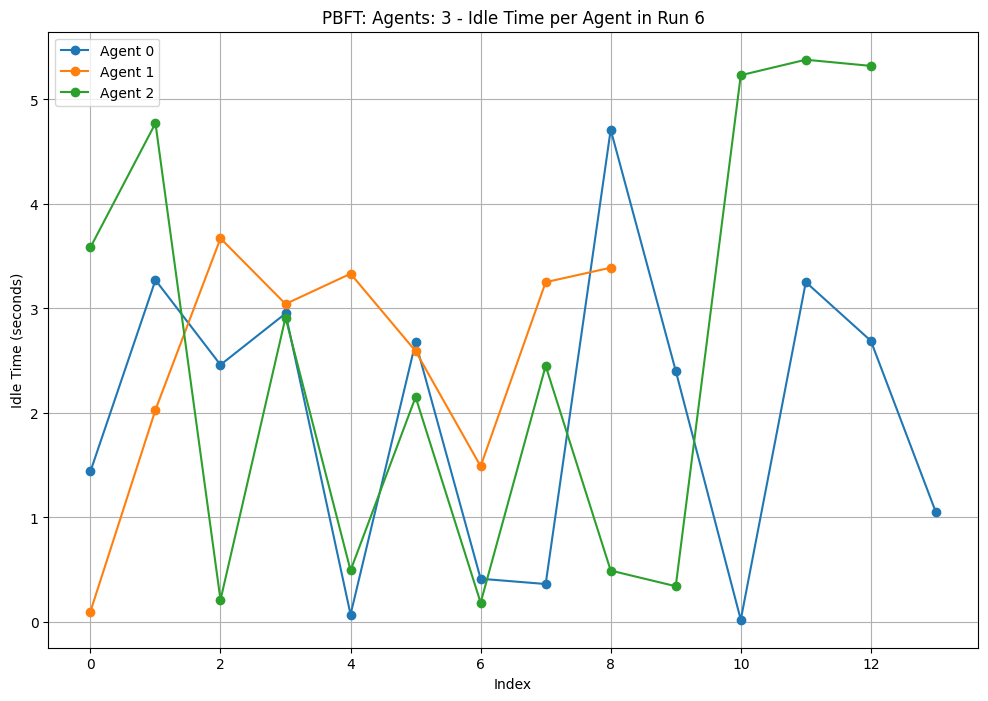 PBFT: Agents: 3 - Idle Time per Agent in Run 6
Agent 0
Agent 1
Agent 2
Idle Time (seconds)
5
4
3
2
1
0
0 2 4 6 8 10 12
Index